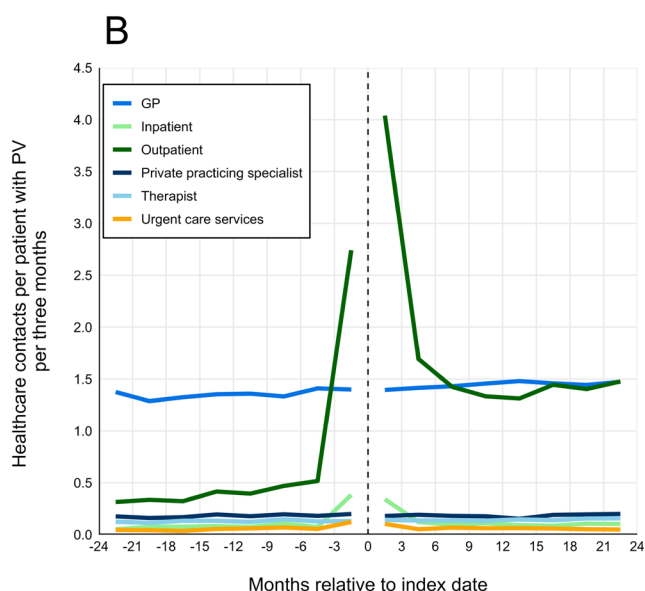 B
Healthcare contacts per patient with PV
per three months
4.5
4.0
3.5
3.0
2.5
2.0
1.5
1.0
0.5
0.0
GP
Inpatient
Outpatient
Private practicing specialist
Therapist
Urgent care services
-24 -21 -18 -15 -12 -9 -6 -3 0 3 6 9 12 15 18 21 24
Months relative to index date